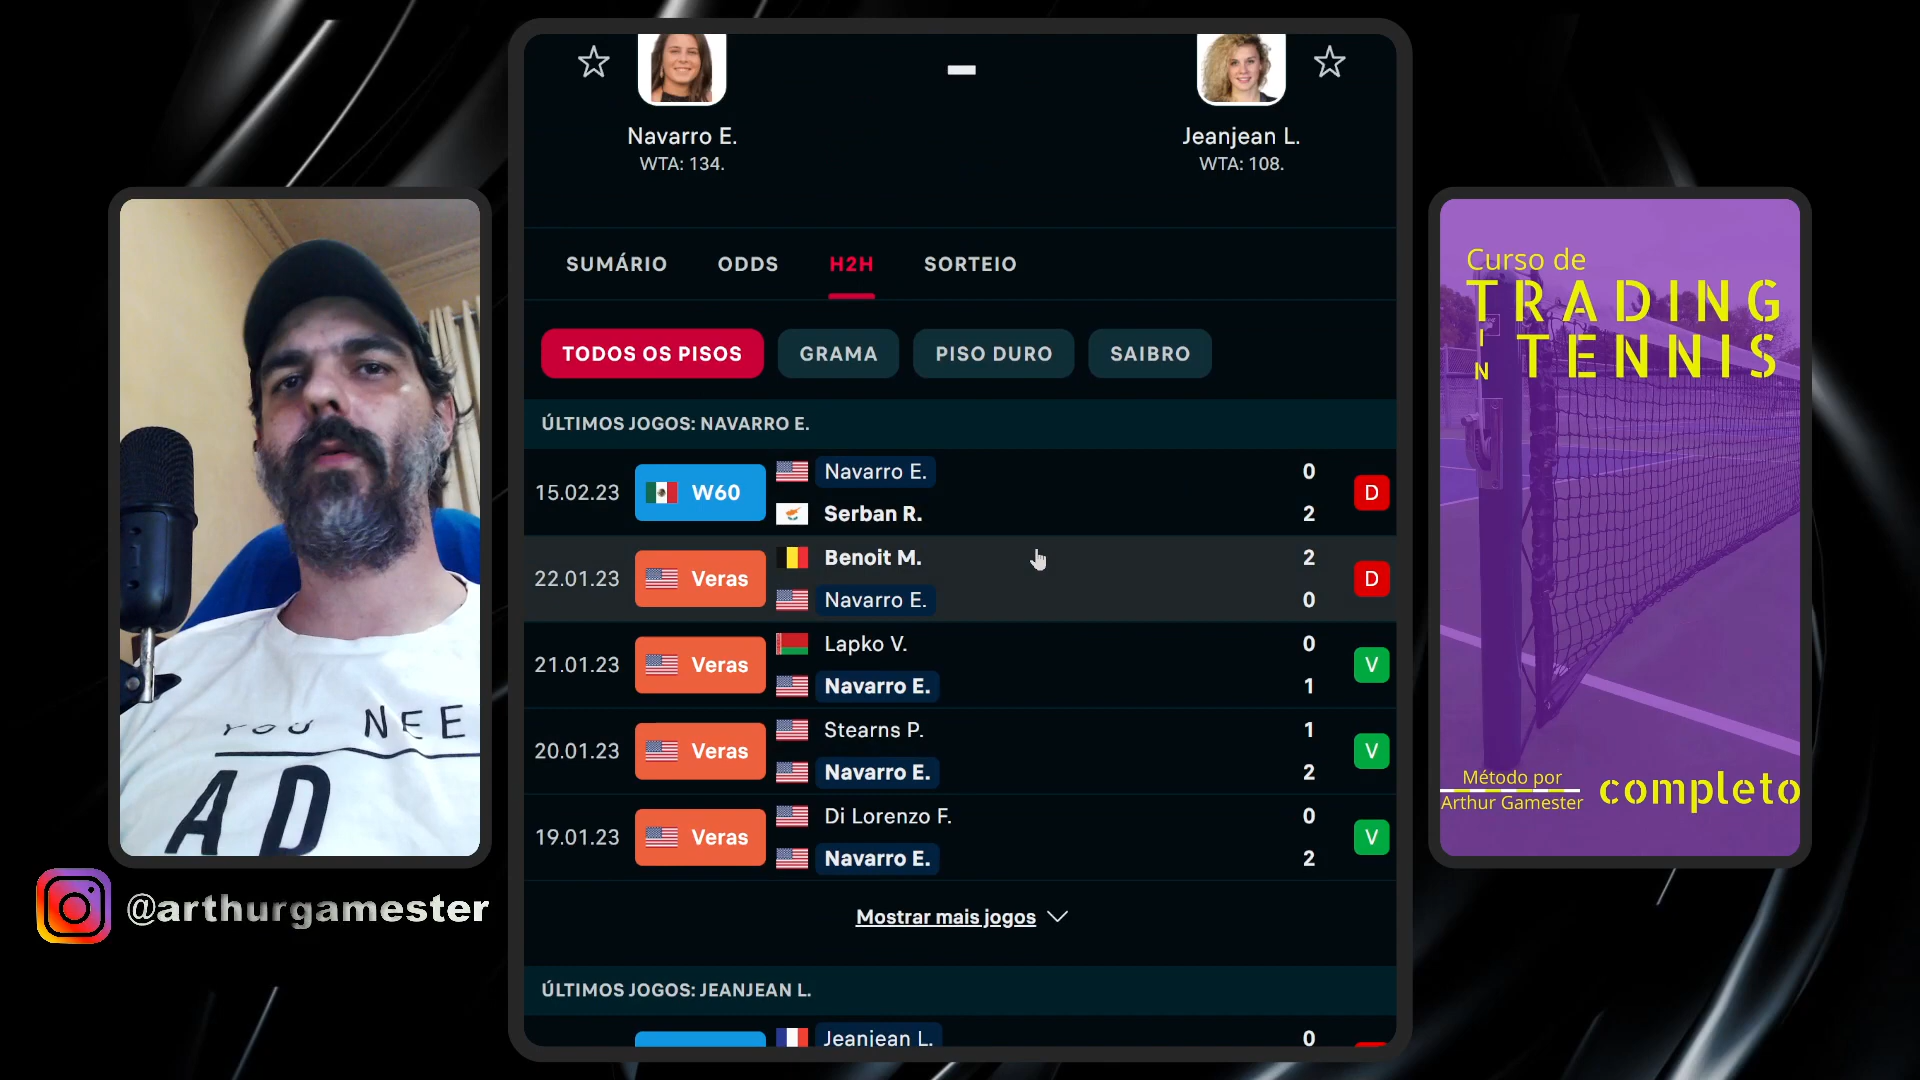 Navarro E.
WTA: 134.
Jeanjean L.
WTA: 108.
SUMÁRIO ODDS H2H SORTEIO
TODOS OS PISOS GRAMA PISO DURO SAIBRO
ÚLTIMOS JOGOS: NAVARRO E.
15.02.23 W60 Navarro E. 0 D
Serban R. 2
22.01.23 Veras Benoit M. 2 D
Navarro E. 0
21.01.23 Veras Lapko V. 0 V
Navarro E. 1
20.01.23 Veras Stearns P. 1 V
Navarro E. 2
19.01.23 Veras Di Lorenzo F. 0 V
Navarro E. 2
Mostrar mais jogos
ÚLTIMOS JOGOS: JEANJEAN L.
Jeanjean L. 0
YOU NEE
AD
@arthurgamester
Curso de
TRADING
IN
TENNIS
Método por
Arthur Gamester
completo